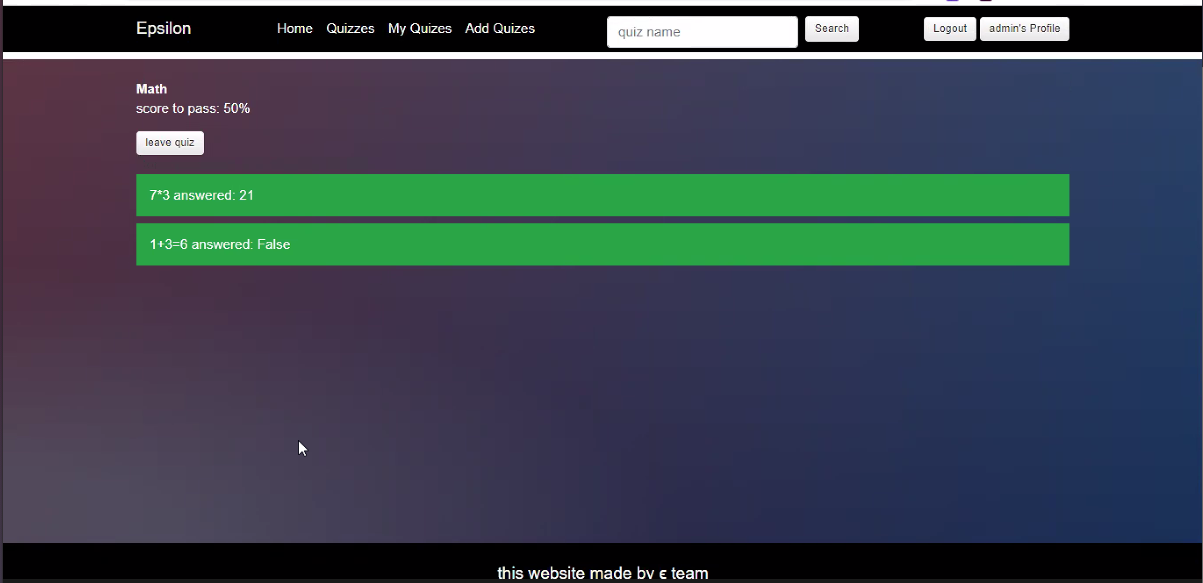 Epsilon Home Quizzes My Quizes Add Quizes quiz name Search Logout admin's Profile
Math
score to pass: 50%
leave quiz
7*3 answered: 21
1+3=6 answered: False
this website made by ϵ team